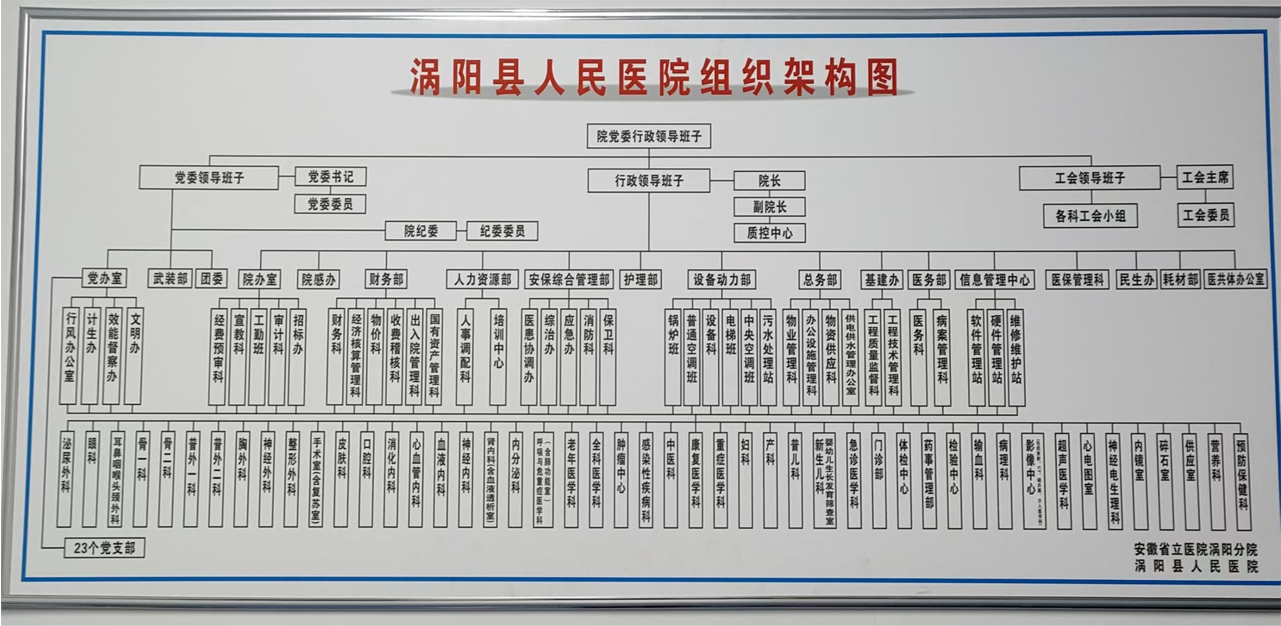 涡阳县人民医院组织架构图
院党委行政领导班子
党委领导班子
党委书记
党委委员
行政领导班子
院长
副院长
质控中心
工会领导班子
工会主席
各科工会小组
工会委员
院纪委
纪委委员
党办室
武装部
团委
院办室
院感办
财务部
人力资源部
安保综合管理部
护理部
设备动力部
总务部
基建办
医务部
信息管理中心
医保管理科
民生办
耗材部
医共体办公室
行风办公室
计生办
效能督察办
文明办
经费预审科
宣教科
工勤班
审计科
招标办
财务科
经济核算管理科
物价科
收费稽核科
出入院管理科
国有资产管理科
人事调配科
培训中心
医患协调办
综治办
应急办
消防科
保卫科
锅炉班
普通空调班
设备科
电梯班
中央空调班
污水处理站
物业管理科
办公设施管理科
物资供应科
供电供水管理办公室
工程质量监督科
工程技术管理科
医务科
病案管理科
软件管理站
硬件管理站
维修维护站
泌尿外科
眼科
耳鼻咽喉头颈外科
骨一科
骨二科
普外一科
普外二科
胸外科
神经外科
整形外科
手术室(含复苏室)
皮肤科
口腔科
消化内科
心血管内科
血液内科
神经内科
肾内科(含血液透析室)
内分泌科
呼吸与危重症医学科
(含肺功能室)
老年医学科
全科医学科
肿瘤中心
感染性疾病科
中医科
康复医学科
重症医学科
妇科
产科
普儿科
新生儿科
婴幼儿生长发育筛查室
急诊医学科
门诊部
体检中心
药事管理部
检验中心
输血科
病理科
影像中心
超声医学科
心电图室
神经电生理科
内镜室
碎石室
供应室
营养科
预防保健科
23个党支部
安徽省立医院涡阳分院
涡阳县人民医院